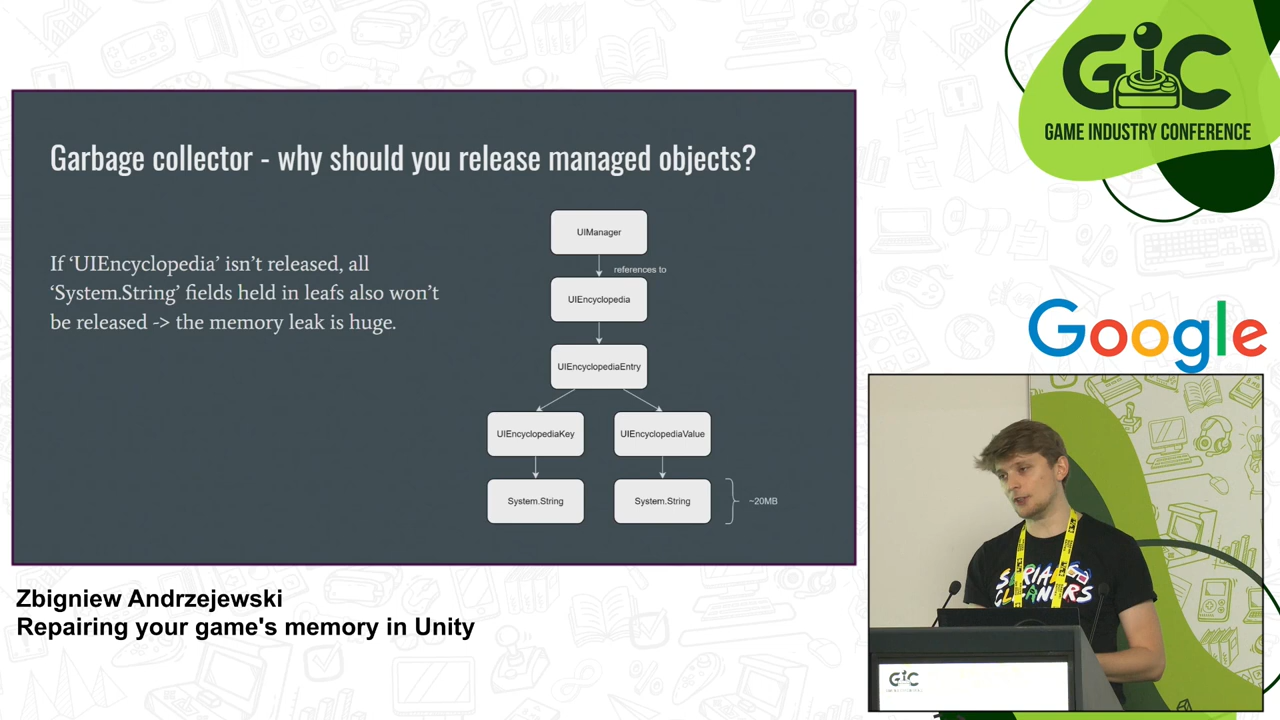 GiC
GAME INDUSTRY CONFERENCE
Garbage collector - why should you release managed objects?
If ‘UIEncyclopedia’ isn’t released, all
‘System.String’ fields held in leafs also won’t
be released -> the memory leak is huge.
UIManager
references to
UIEncyclopedia
UIEncyclopediaEntry
UIEncyclopediaKey
UIEncyclopediaValue
System.String
System.String
~20MB
Google
CLEANERS
GiC
Zbigniew Andrzejewski
Repairing your game's memory in Unity